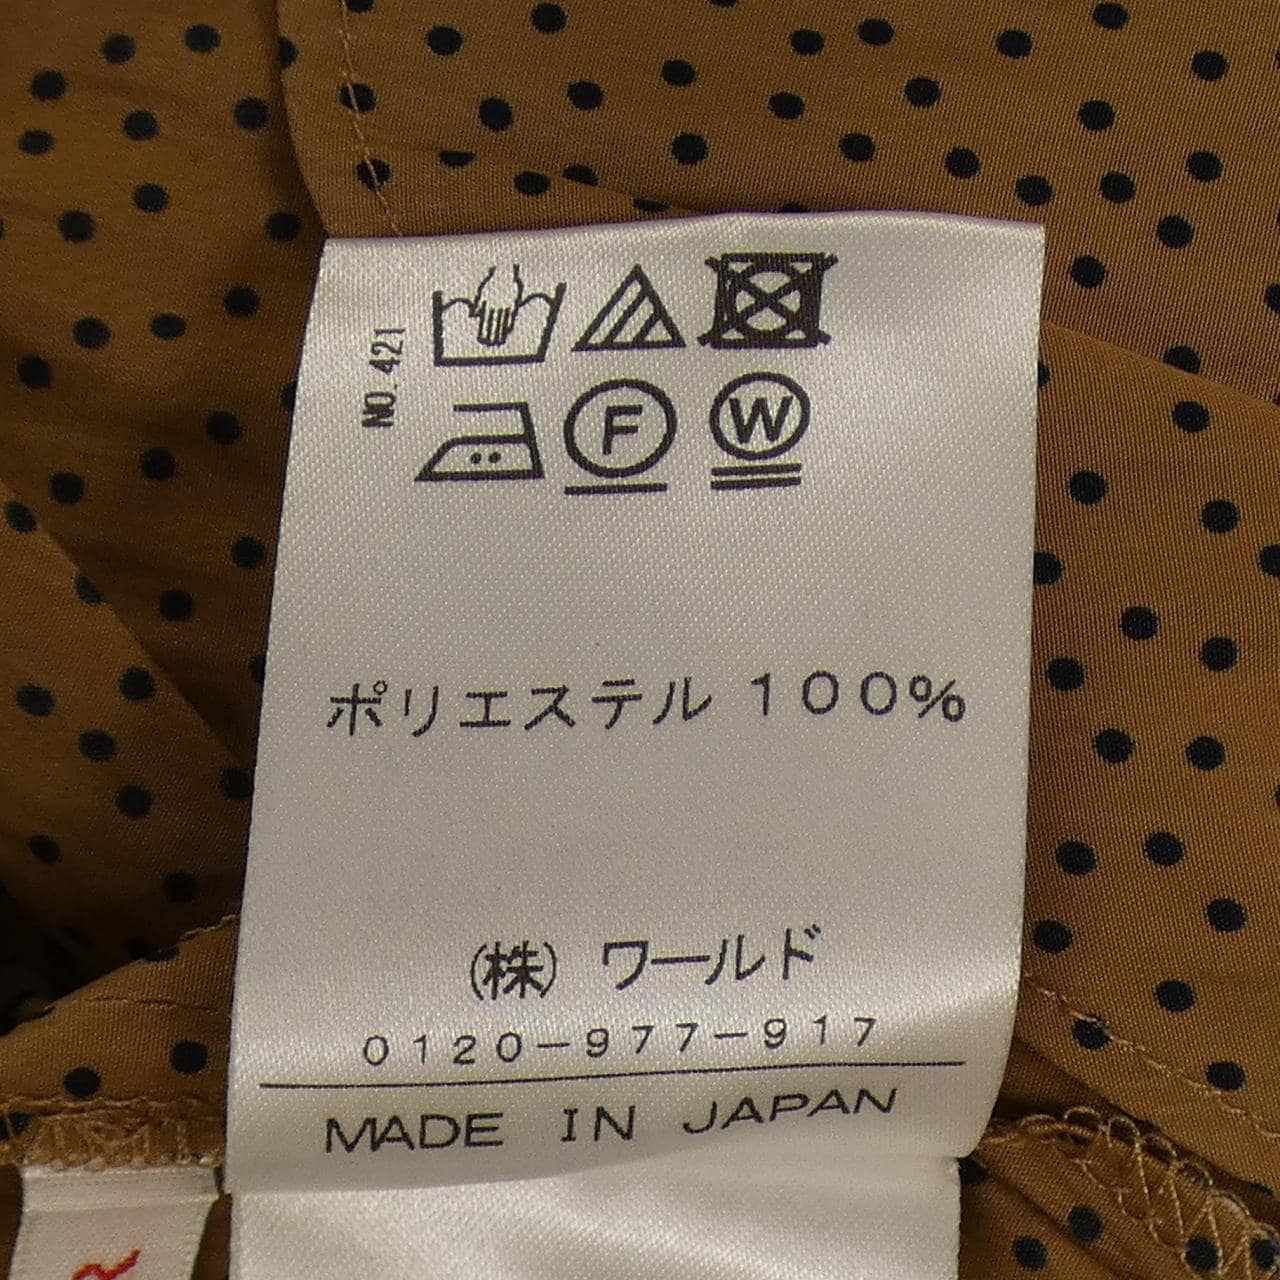 NO.421
F
W
ポリエステル 100%
(株) ワールド
0120-977-917
MADE IN JAPAN